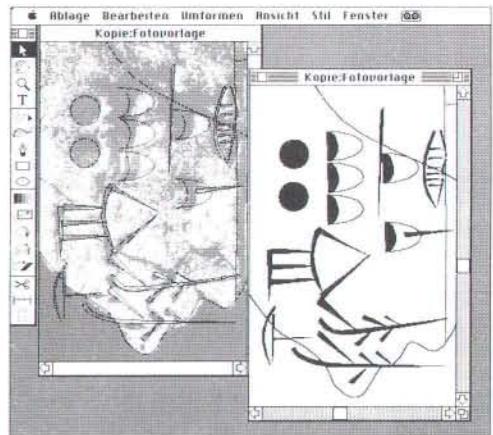 Ablage Bearbeiten Umformen Ansicht Stil Fenster
Kopie:Fotovorlage
Kopie:Fotovorlage
T